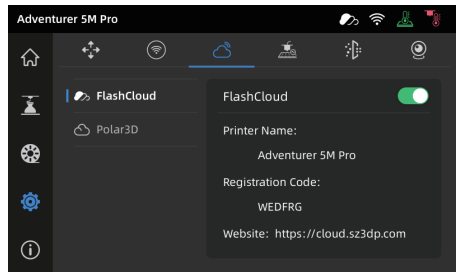 Adventurer 5M Pro
FlashCloud
Polar3D
FlashCloud
Printer Name:
Adventurer 5M Pro
Registration Code:
WEDFRG
Website: https://cloud.sz3dp.com